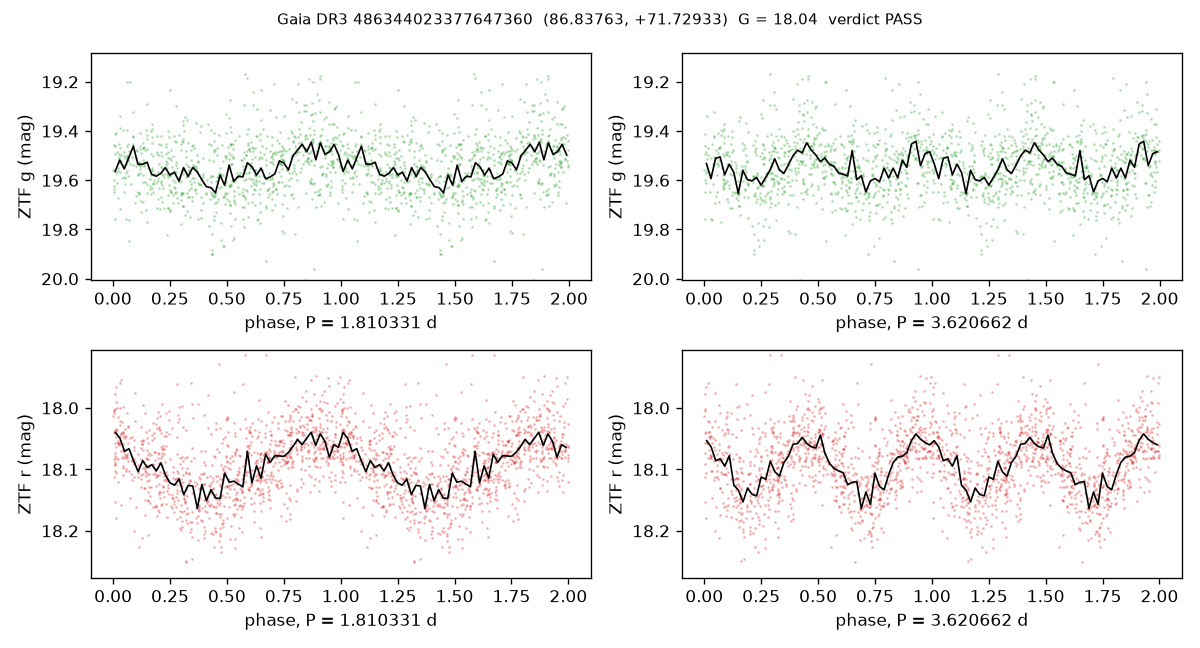 Gaia DR3 486344023377647360  (86.83763, +71.72933)  G = 18.04  verdict PASS
ZTF g (mag)
19.2
19.4
19.6
19.8
20.0
0.00 0.25 0.50 0.75 1.00 1.25 1.50 1.75 2.00
phase, P = 1.810331 d
ZTF g (mag)
19.2
19.4
19.6
19.8
20.0
0.00 0.25 0.50 0.75 1.00 1.25 1.50 1.75 2.00
phase, P = 3.620662 d
ZTF r (mag)
18.0
18.1
18.2
0.00 0.25 0.50 0.75 1.00 1.25 1.50 1.75 2.00
phase, P = 1.810331 d
ZTF r (mag)
18.0
18.1
18.2
0.00 0.25 0.50 0.75 1.00 1.25 1.50 1.75 2.00
phase, P = 3.620662 d